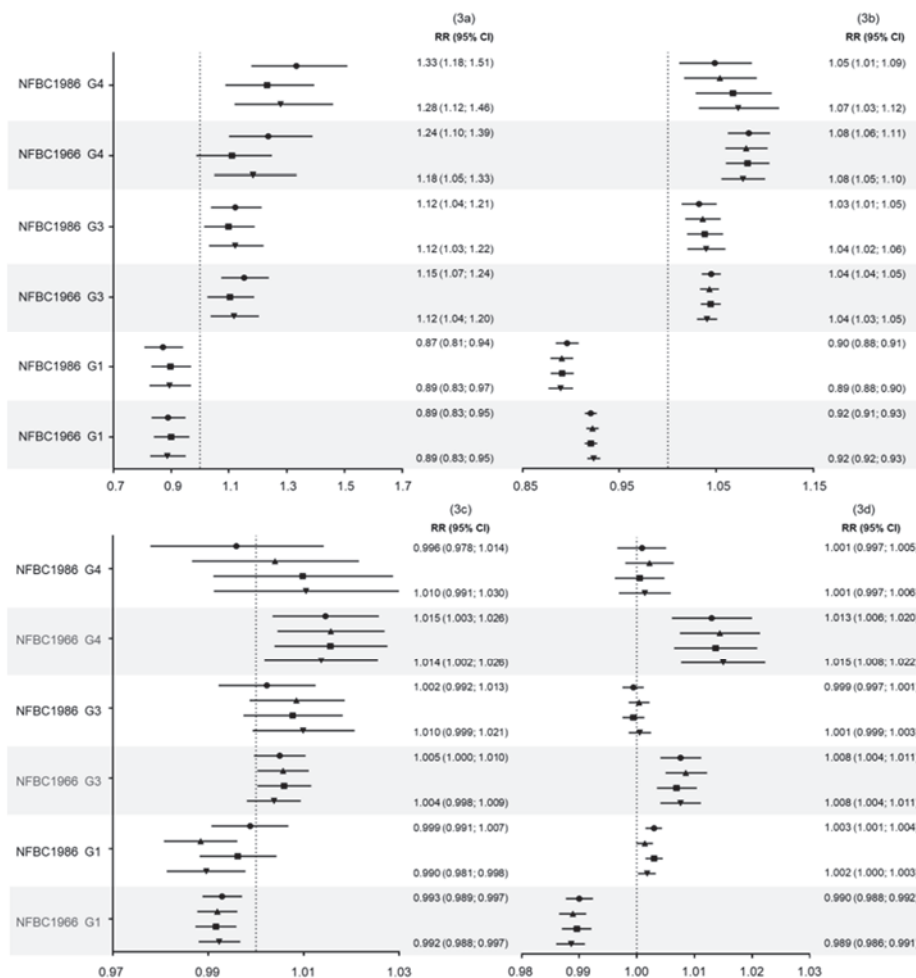 (3a) (3b)
RR (95% CI) RR (95% CI)
1.33 (1.18; 1.51) 1.05 (1.01; 1.09)
NFBC1986 G4
1.28 (1.12; 1.46) 1.07 (1.03; 1.12)
1.24 (1.10; 1.39) 1.08 (1.06; 1.11)
NFBC1966 G4
1.18 (1.05; 1.33) 1.08 (1.05; 1.10)
1.12 (1.04; 1.21) 1.03 (1.01; 1.05)
NFBC1986 G3
1.12 (1.03; 1.22) 1.04 (1.02; 1.06)
1.15 (1.07; 1.24) 1.04 (1.04; 1.05)
NFBC1966 G3
1.12 (1.04; 1.20) 1.04 (1.03; 1.05)
0.87 (0.81; 0.94) 0.90 (0.88; 0.91)
NFBC1986 G1
0.89 (0.83; 0.97) 0.89 (0.88; 0.90)
0.89 (0.83; 0.95) 0.92 (0.91; 0.93)
NFBC1966 G1
0.89 (0.83; 0.95) 0.92 (0.92; 0.93)
0.7 0.9 1.1 1.3 1.5 1.7 0.85 0.95 1.05 1.15
(3c) (3d)
RR (95% CI) RR (95% CI)
0.996 (0.978; 1.014) 1.001 (0.997; 1.005)
NFBC1986 G4
1.010 (0.991; 1.030) 1.001 (0.997; 1.006)
1.015 (1.003; 1.026) 1.013 (1.006; 1.020)
NFBC1966 G4
1.014 (1.002; 1.026) 1.015 (1.008; 1.022)
1.002 (0.992; 1.013) 0.999 (0.997; 1.001)
NFBC1986 G3
1.010 (0.999; 1.021) 1.001 (0.999; 1.003)
1.005 (1.000; 1.010) 1.008 (1.004; 1.011)
NFBC1966 G3
1.004 (0.998; 1.009) 1.008 (1.004; 1.011)
0.999 (0.991; 1.007) 1.003 (1.001; 1.004)
NFBC1986 G1
0.990 (0.981; 0.998) 1.002 (1.000; 1.003)
0.993 (0.989; 0.997) 0.990 (0.988; 0.992)
NFBC1966 G1
0.992 (0.988; 0.997) 0.989 (0.986; 0.991)
0.97 0.99 1.01 1.03 0.98 0.99 1.00 1.01 1.02 1.03